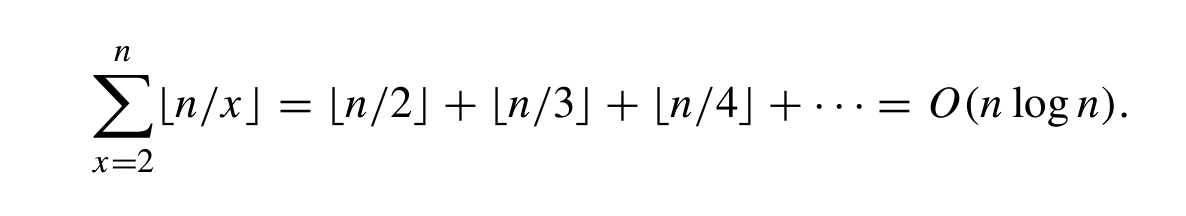 n
∑⌊n/x⌋ = ⌊n/2⌋ + ⌊n/3⌋ + ⌊n/4⌋ + · · · = O(n log n).
x=2